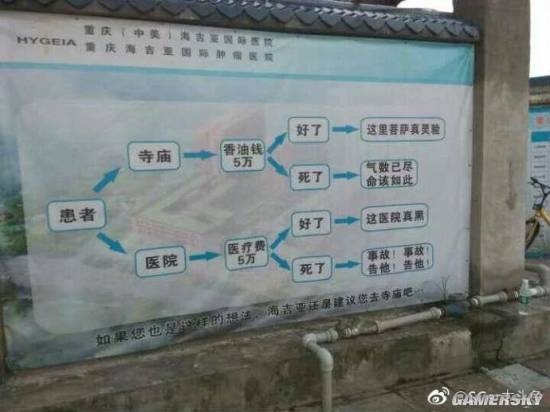 HYGEIA
重庆（中美）海吉亚国际医院
重庆海吉亚国际肿瘤医院
患者
寺庙
香油钱
5万
好了
这里菩萨真灵验
死了
气数已尽
命该如此
医院
医疗费
5万
好了
这医院真黑
死了
事故！事故！
告他！告他！
如果您也是这样的想法，海吉亚还是建议您去寺庙吧…
GAMERSKY